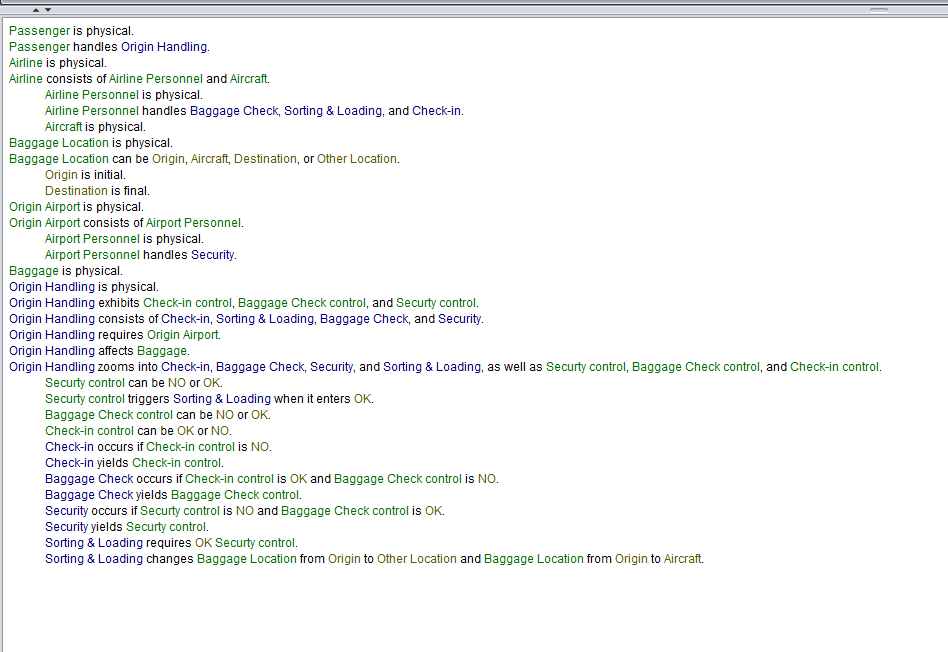 Passenger is physical.
Passenger handles Origin Handling.
Airline is physical.
Airline consists of Airline Personnel and Aircraft.
Airline Personnel is physical.
Airline Personnel handles Baggage Check, Sorting & Loading, and Check-in.
Aircraft is physical.
Baggage Location is physical.
Baggage Location can be Origin, Aircraft, Destination, or Other Location.
Origin is initial.
Destination is final.
Origin Airport is physical.
Origin Airport consists of Airport Personnel.
Airport Personnel is physical.
Airport Personnel handles Security.
Baggage is physical.
Origin Handling is physical.
Origin Handling exhibits Check-in control, Baggage Check control, and Securty control.
Origin Handling consists of Check-in, Sorting & Loading, Baggage Check, and Security.
Origin Handling requires Origin Airport.
Origin Handling affects Baggage.
Origin Handling zooms into Check-in, Baggage Check, Security, and Sorting & Loading, as well as Securty control, Baggage Check control, and Check-in control.
Securty control can be NO or OK.
Securty control triggers Sorting & Loading when it enters OK.
Baggage Check control can be NO or OK.
Check-in control can be OK or NO.
Check-in occurs if Check-in control is NO.
Check-in yields Check-in control.
Baggage Check occurs if Check-in control is OK and Baggage Check control is NO.
Baggage Check yields Baggage Check control.
Security occurs if Securty control is NO and Baggage Check control is OK.
Security yields Securty control.
Sorting & Loading requires OK Securty control.
Sorting & Loading changes Baggage Location from Origin to Other Location and Baggage Location from Origin to Aircraft.